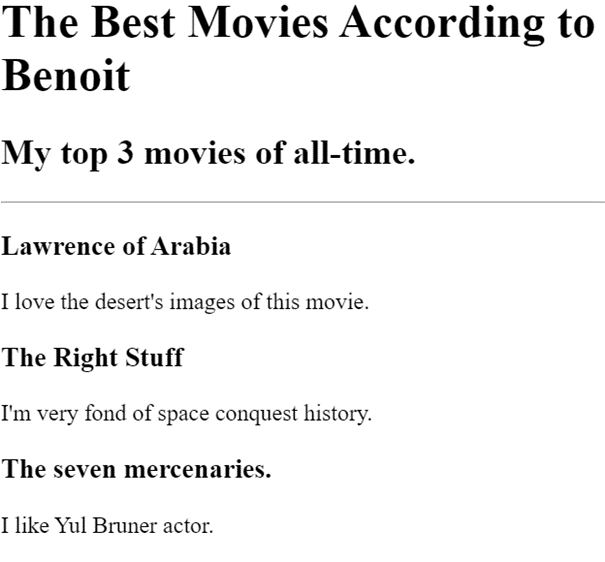 The Best Movies According to
Benoit
My top 3 movies of all-time.
Lawrence of Arabia
I love the desert's images of this movie.
The Right Stuff
I'm very fond of space conquest history.
The seven mercenaries.
I like Yul Bruner actor.